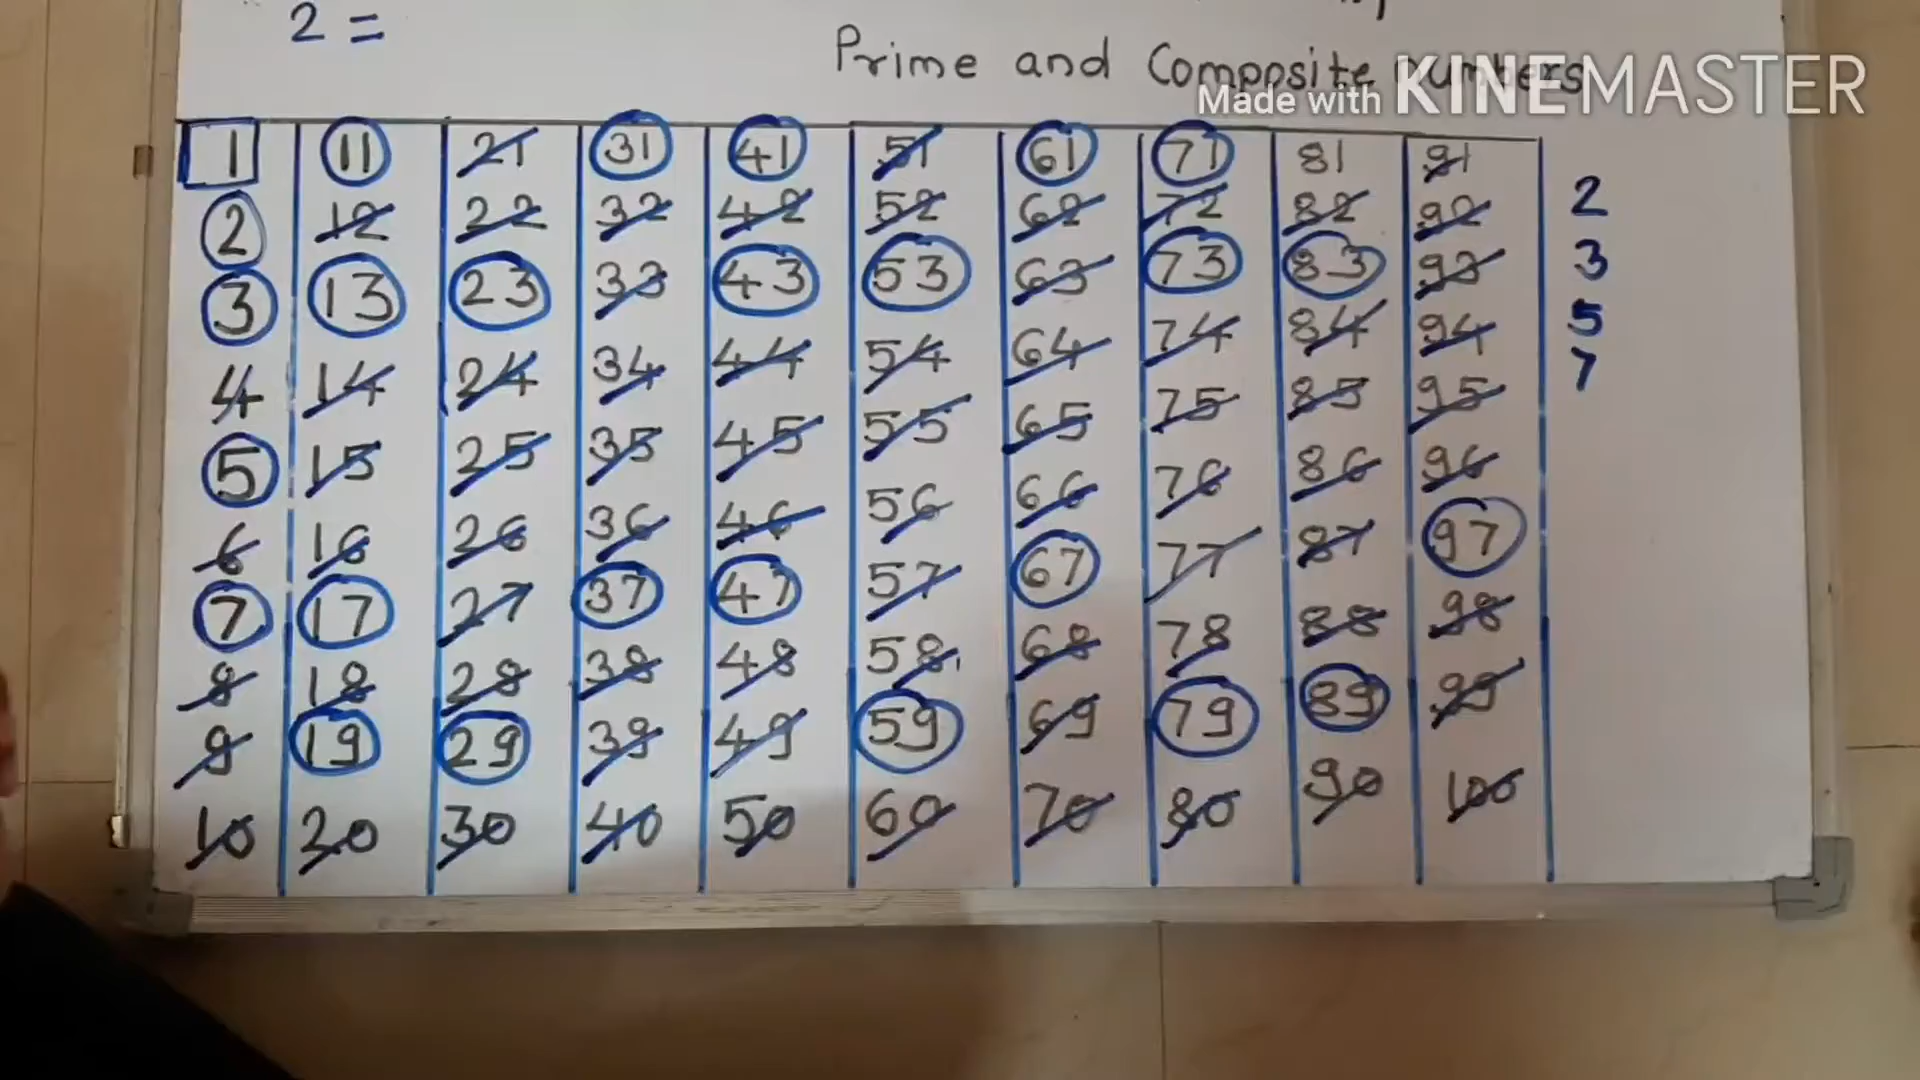 2 =
Prime and Composite numbers
Made with KINEMASTER
1 11 21 31 41 51 61 71 81 91
2 12 22 32 42 52 62 72 82 92
3 13 23 33 43 53 63 73 83 93
4 14 24 34 44 54 64 74 84 94
5 15 25 35 45 55 65 75 85 95
6 16 26 36 46 56 66 76 86 96
7 17 27 37 47 57 67 77 87 97
8 18 28 38 48 58 68 78 88 98
9 19 29 39 49 59 69 79 89 99
10 20 30 40 50 60 70 80 90 100
2
3
5
7